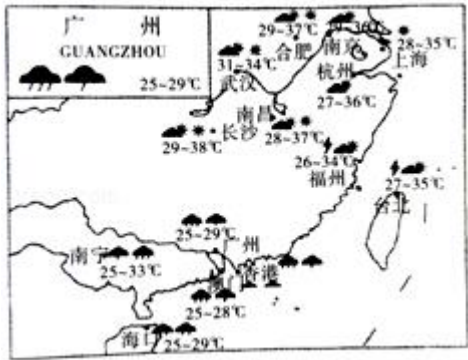 广 州
GUANGZHOU
25~29℃
29~37℃
合肥
南京
28~35℃
上海
31~34℃
武汉
杭州
27~36℃
南昌
28~37℃
长沙
29~38℃
26~34℃
福州
27~35℃
台北
25~29℃
广州
南宁
25~33℃
香港
25~28℃
海口
25~29℃